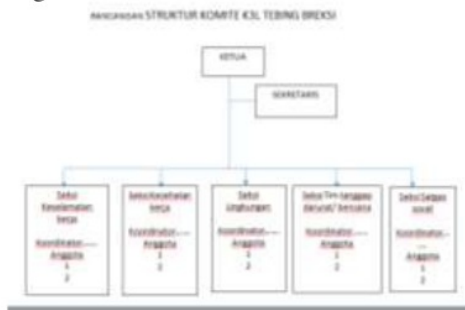 RANCANGAN STRUKTUR KOMITE K3L TEBING BREKSI
KETUA
SEKRETARIS
Seksi
Keselamatan
kerja
Koordinator......
Anggota
1
2
Seksi Kesehatan
kerja
Koordinator......
Anggota
1
2
Seksi
Lingkungan
Koordinator......
Anggota
1
2
Seksi Tim tanggap
darurat/ bencana
Koordinator......
Anggota
1
2
Seksi Satgas
Koordinator...
...
Anggota
1
2